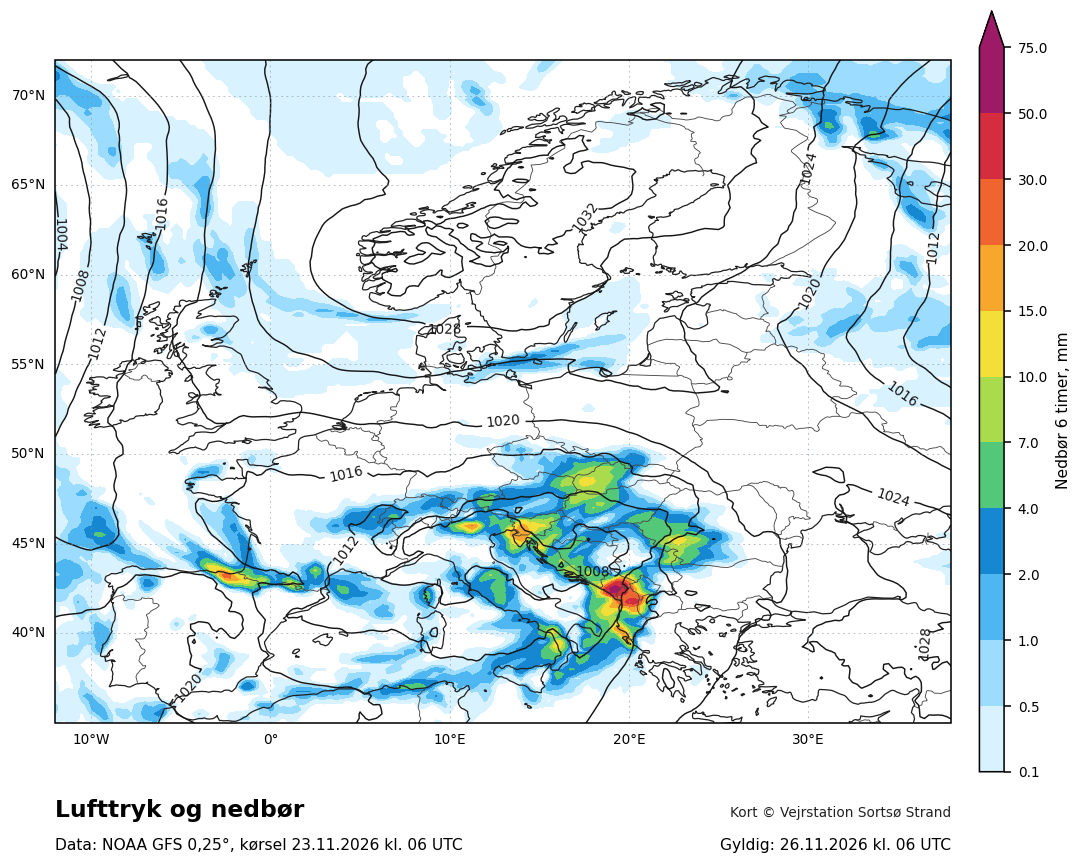 75.0
50.0
30.0
20.0
15.0
10.0
7.0
4.0
2.0
1.0
0.5
0.1
Nedbør 6 timer, mm
70°N
65°N
60°N
55°N
50°N
45°N
40°N
10°W
0°
10°E
20°E
30°E
1004
1008
1012
1016
1032
1024
1012
1020
1028
1016
1020
1016
1024
1012
1008
1020
1028
Lufttryk og nedbør
Kort © Vejrstation Sortsø Strand
Data: NOAA GFS 0,25°, kørsel 23.11.2026 kl. 06 UTC
Gyldig: 26.11.2026 kl. 06 UTC